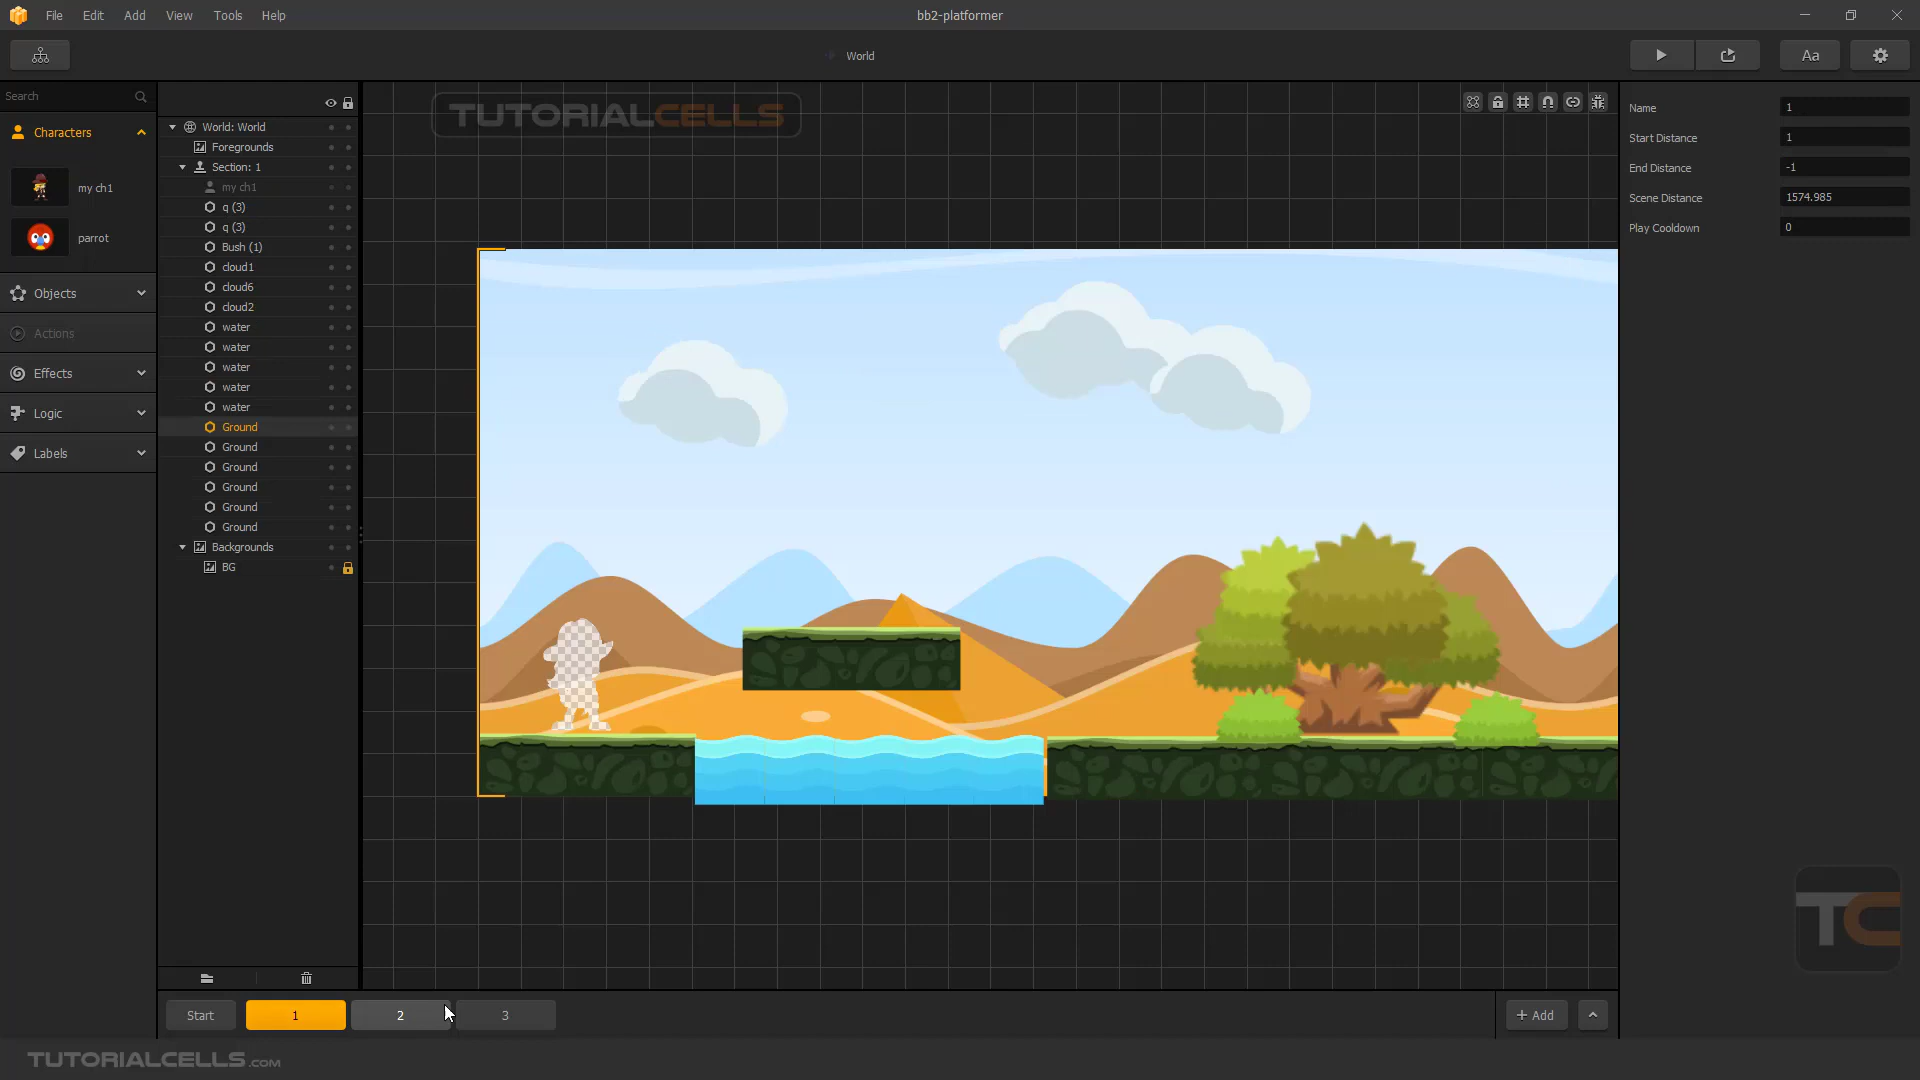 File Edit Add View Tools Help
bb2-platformer
World
Aa
Search
Characters
my ch1
parrot
Objects
Actions
Effects
Logic
Labels
World: World
Foregrounds
Section: 1
my ch1
q (3)
q (3)
Bush (1)
cloud1
cloud6
cloud2
water
water
water
water
water
Ground
Ground
Ground
Ground
Ground
Ground
Backgrounds
BG
TUTORIALCELLS
Name 1
Start Distance 1
End Distance -1
Scene Distance 1574.985
Play Cooldown 0
TC
Start 1 2 3
+ Add
TUTORIALCELLS.COM